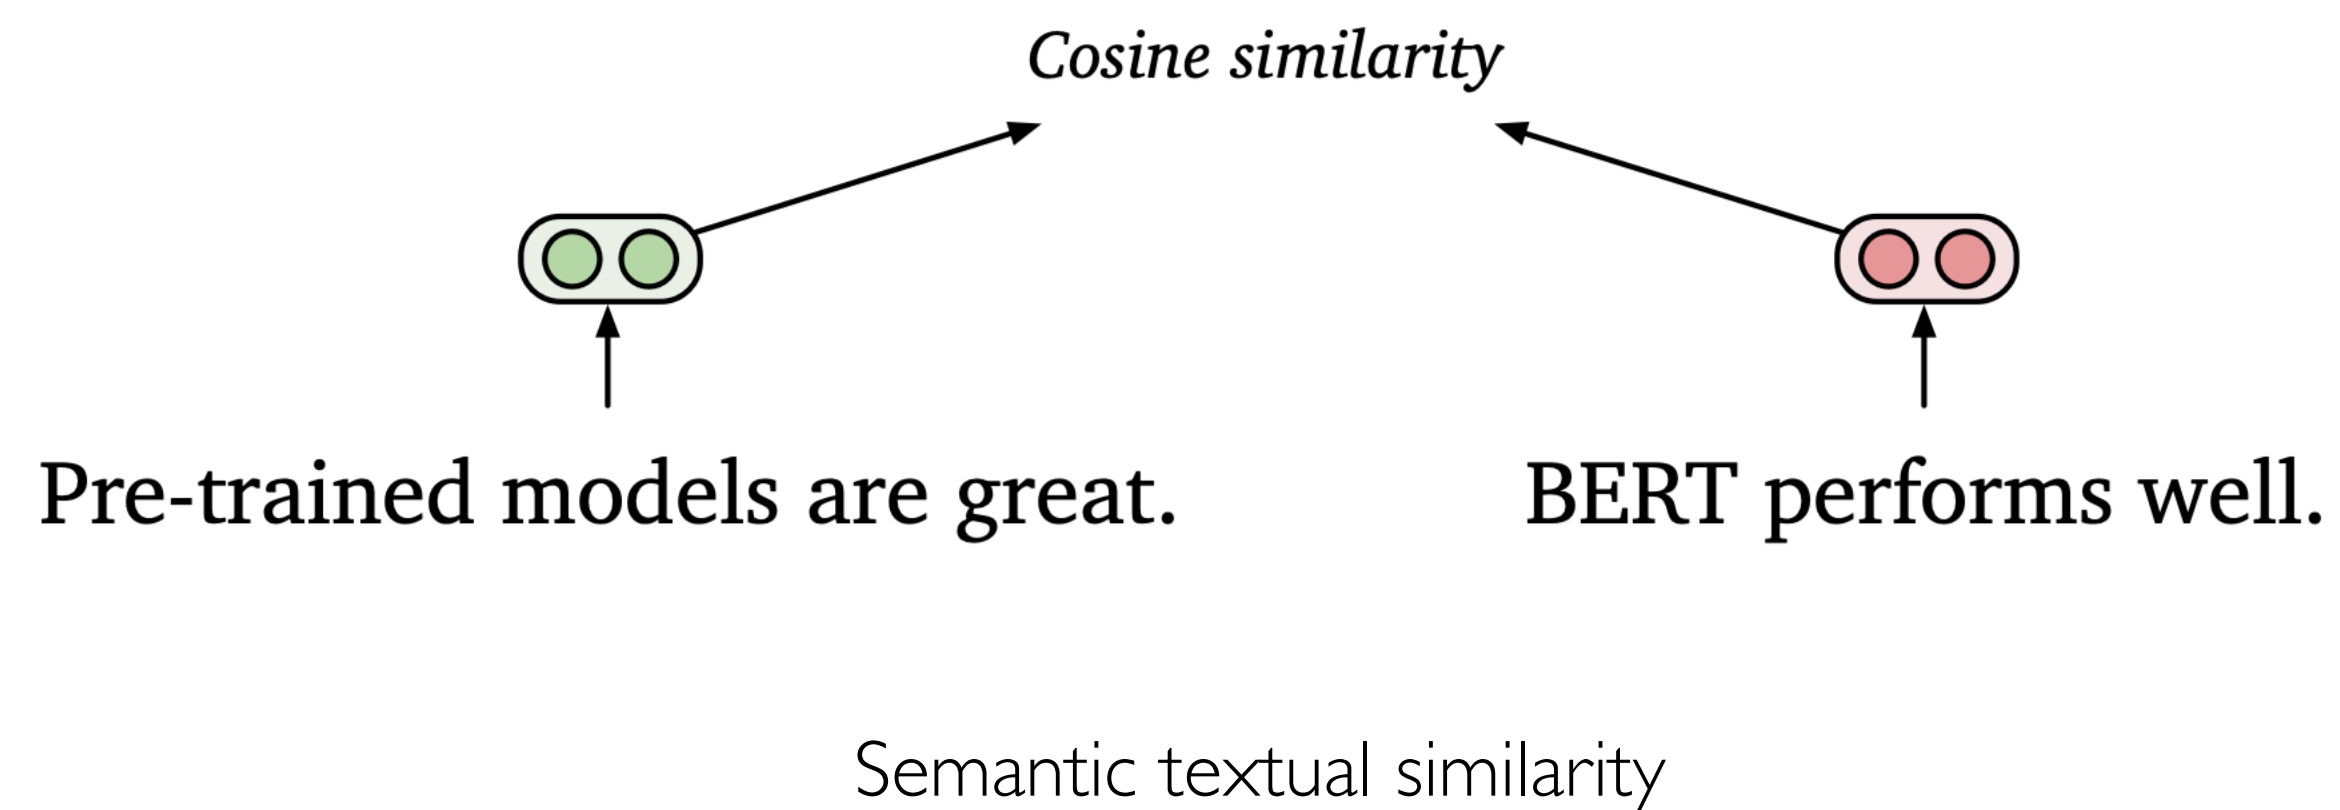 Cosine similarity
Pre-trained models are great.
BERT performs well.
Semantic textual similarity